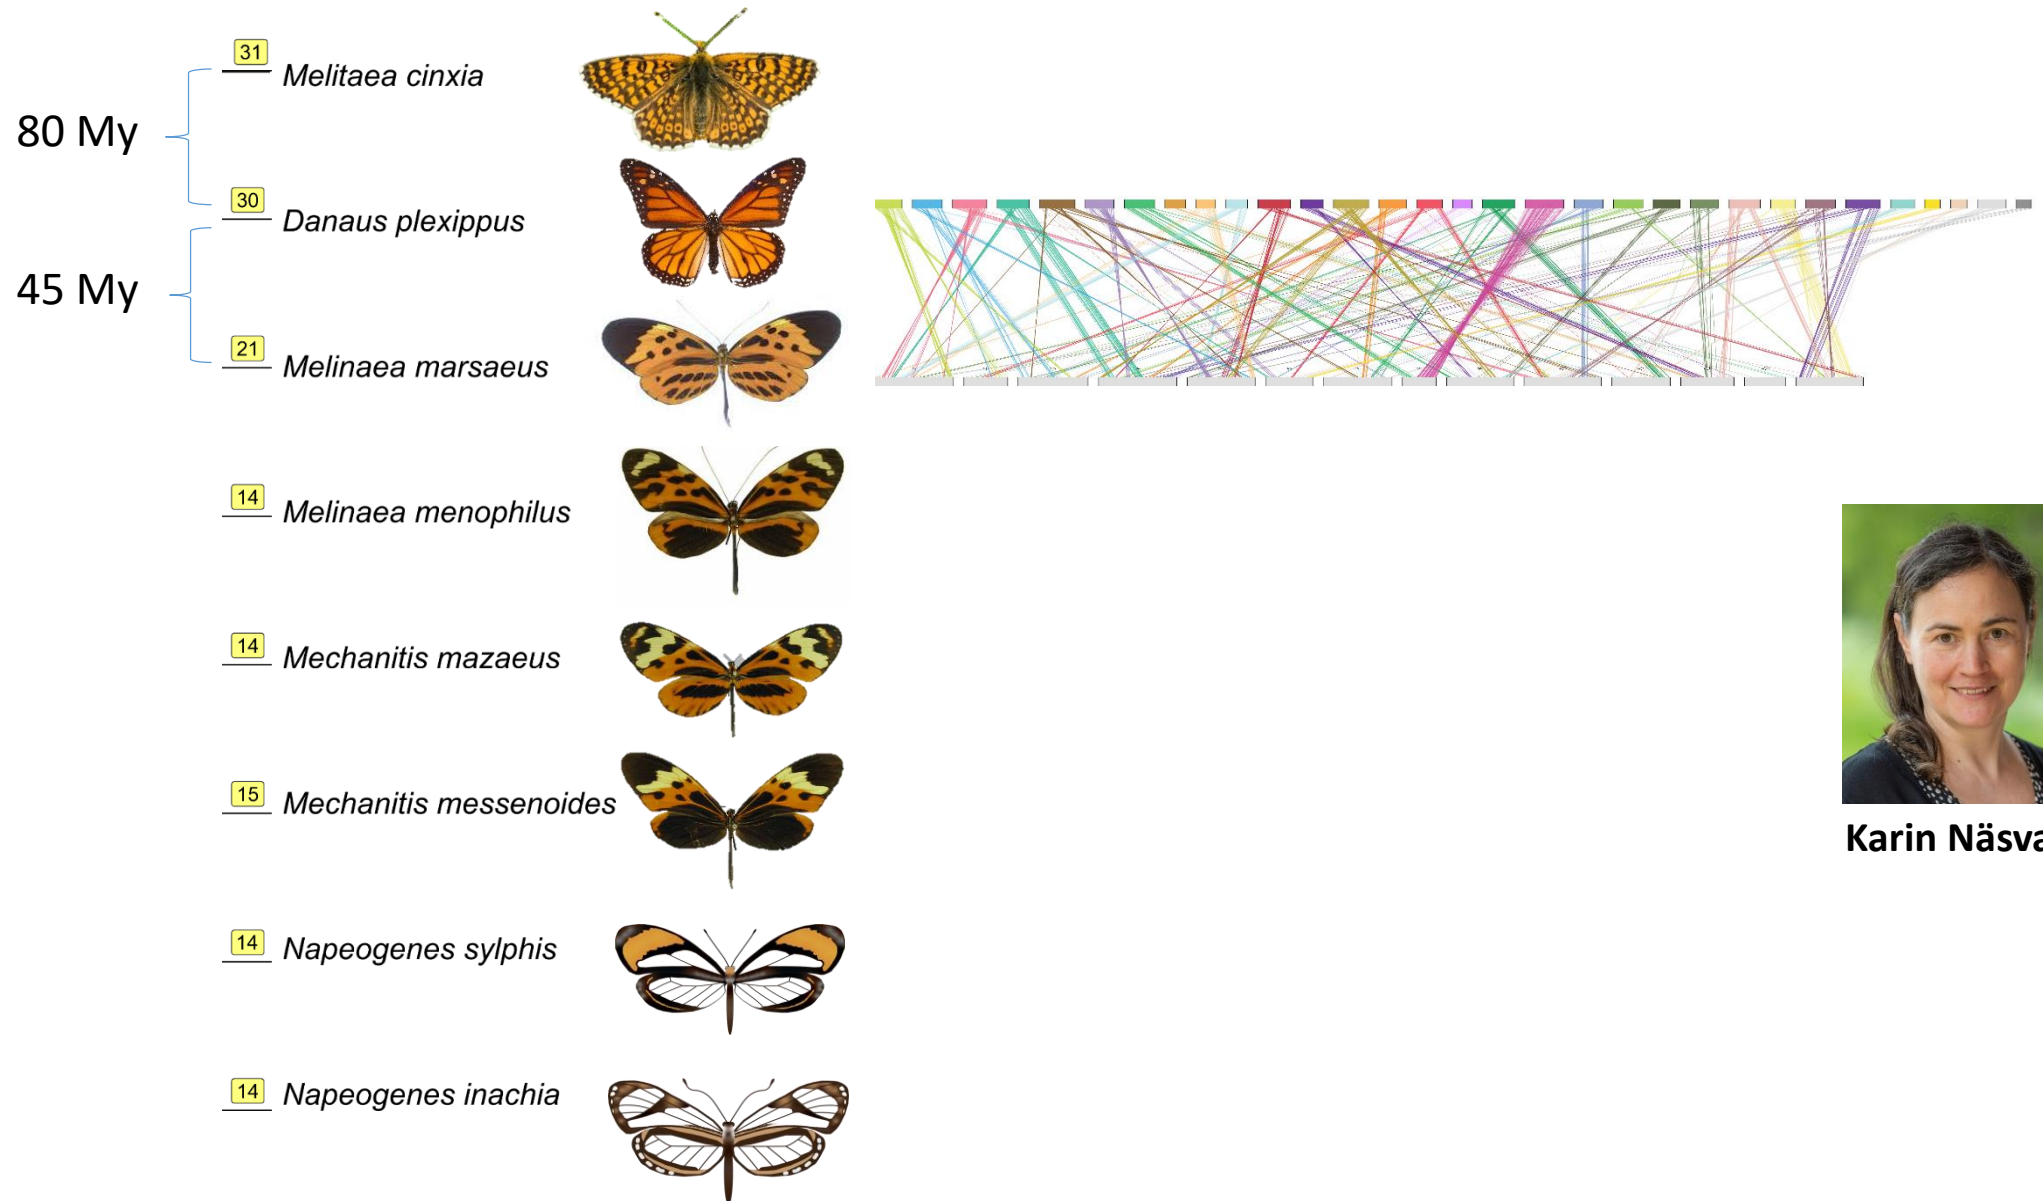 31
Melitaea cinxia
80 My
30
Danaus plexippus
45 My
21
Melinaea marsaeus
14
Melinaea menophilus
14
Mechanitis mazaeus
15
Mechanitis messenoides
Karin Näsva
14
Napeogenes sylphis
14
Napeogenes inachia